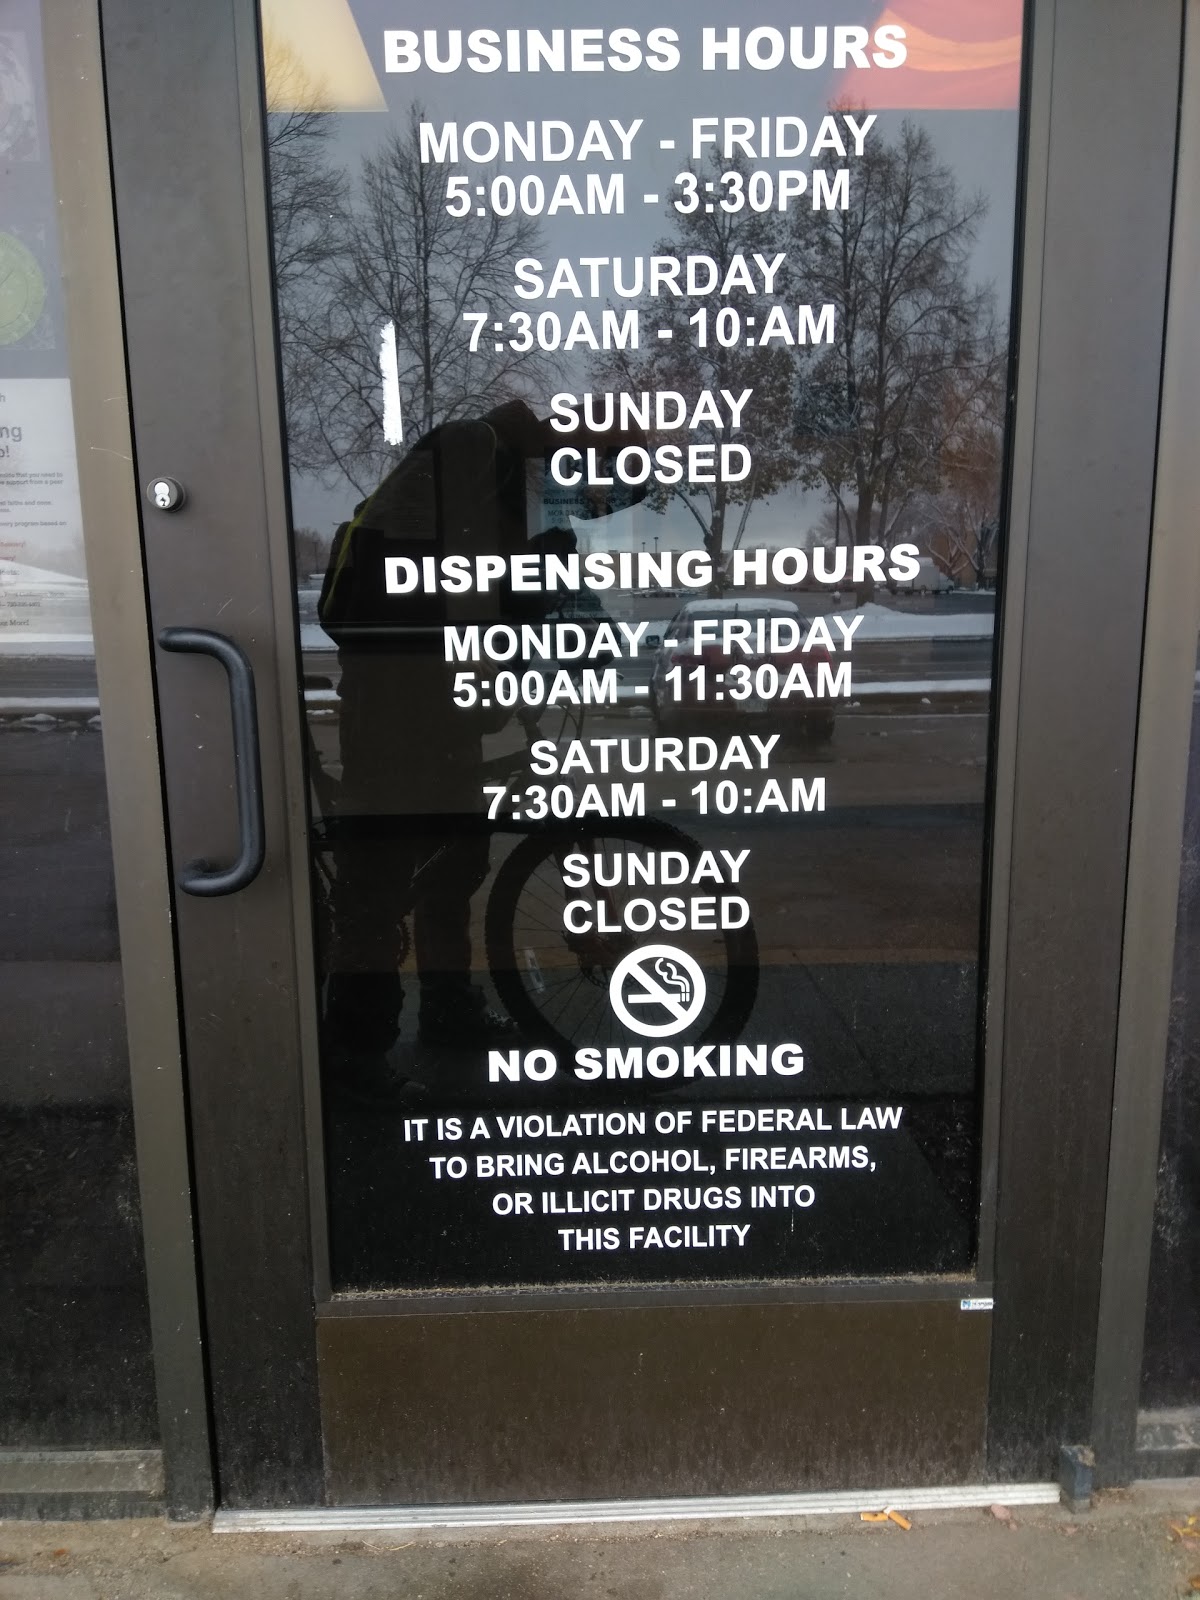 BUSINESS HOURS
MONDAY - FRIDAY
5:00AM - 3:30PM
SATURDAY
7:30AM - 10:AM
SUNDAY
CLOSED
DISPENSING HOURS
MONDAY - FRIDAY
5:00AM - 11:30AM
SATURDAY
7:30AM - 10:AM
SUNDAY
CLOSED
NO SMOKING
IT IS A VIOLATION OF FEDERAL LAW
TO BRING ALCOHOL, FIREARMS,
OR ILLICIT DRUGS INTO
THIS FACILITY